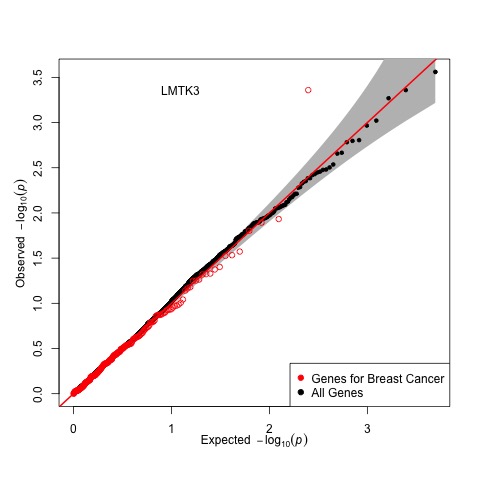 LMTK3
3.5
3.0
2.5
2.0
1.5
1.0
0.5
0.0
Observed −log10(p)
0 1 2 3
Expected −log10(p)
Genes for Breast Cancer
All Genes